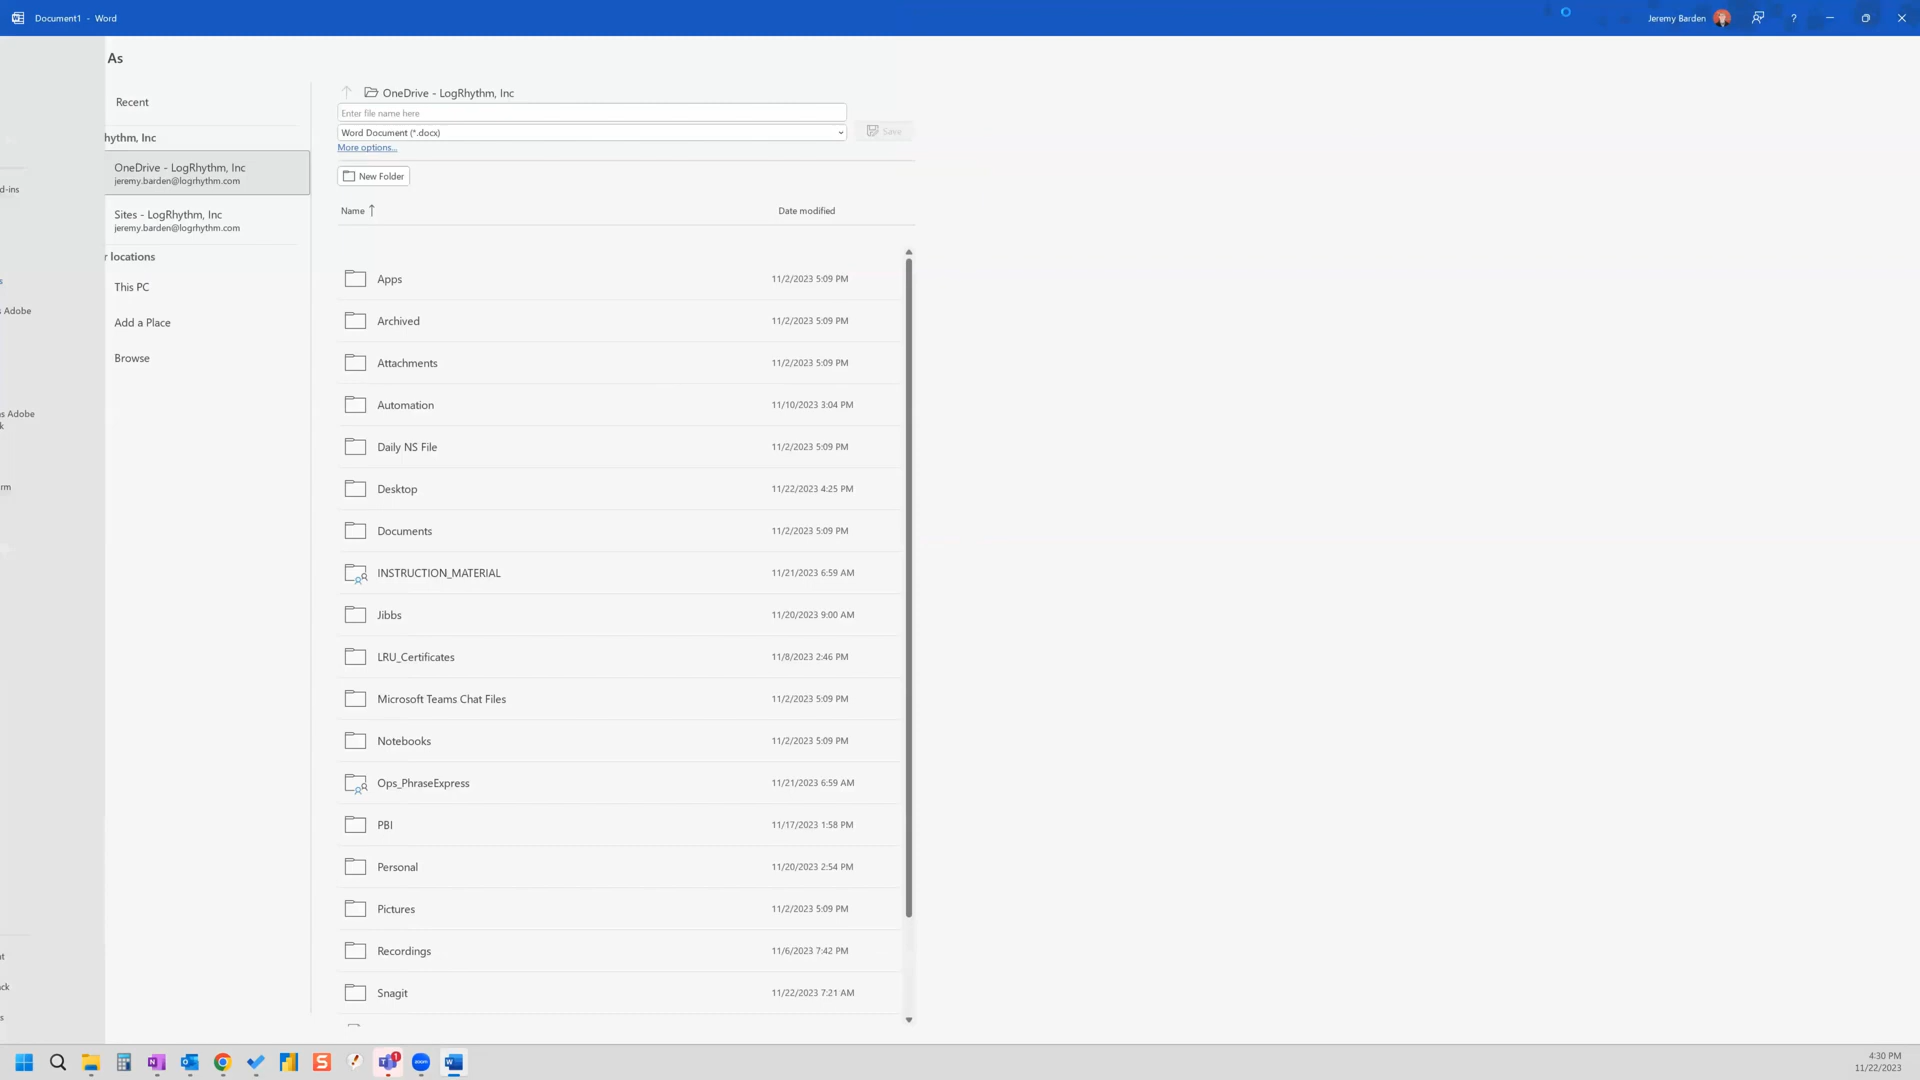 Document1 - Word
Jeremy Barden
?
As
Recent
hythm, Inc
OneDrive - LogRhythm, Inc
jeremy.barden@logrhythm.com
Sites - LogRhythm, Inc
jeremy.barden@logrhythm.com
r locations
This PC
Add a Place
Browse
d-ins
s
s Adobe
s Adobe
k
rm
nt
ck
s
OneDrive - LogRhythm, Inc
Enter file name here
Word Document (*.docx)
Save
More options...
New Folder
Name Date modified
Apps 11/2/2023 5:09 PM
Archived 11/2/2023 5:09 PM
Attachments 11/2/2023 5:09 PM
Automation 11/10/2023 3:04 PM
Daily NS File 11/2/2023 5:09 PM
Desktop 11/22/2023 4:25 PM
Documents 11/2/2023 5:09 PM
INSTRUCTION_MATERIAL 11/21/2023 6:59 AM
Jibbs 11/20/2023 9:00 AM
LRU_Certificates 11/8/2023 2:46 PM
Microsoft Teams Chat Files 11/2/2023 5:09 PM
Notebooks 11/2/2023 5:09 PM
Ops_PhraseExpress 11/21/2023 6:59 AM
PBI 11/17/2023 1:58 PM
Personal 11/20/2023 2:54 PM
Pictures 11/2/2023 5:09 PM
Recordings 11/6/2023 7:42 PM
Snagit 11/22/2023 7:21 AM
1
zoom
4:30 PM
11/22/2023